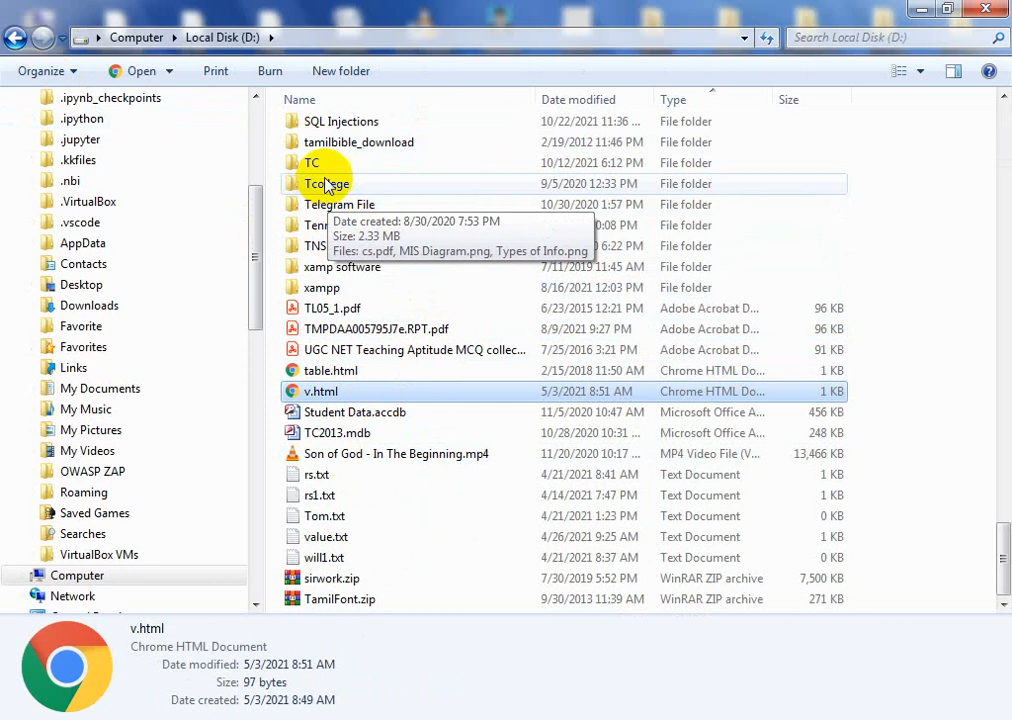 Computer Local Disk (D:) Search Local Disk (D:)
Organize Open Print Burn New folder
Name Date modified Type Size
.ipynb_checkpoints
.ipython
.jupyter
.kkfiles
.nbi
.VirtualBox
.vscode
AppData
Contacts
Desktop
Downloads
Favorite
Favorites
Links
My Documents
My Music
My Pictures
My Videos
OWASP ZAP
Roaming
Saved Games
Searches
VirtualBox VMs
Computer
Network
SQL Injections 10/22/2021 11:36 ... File folder
tamilbible_download 2/19/2012 11:46 PM File folder
TC 10/12/2021 6:12 PM File folder
9/5/2020 12:33 PM File folder
Telegram File 10/30/2020 1:57 PM File folder
0:08 PM File folder
TNS 0 6:22 PM File folder
Date created: 8/30/2020 7:53 PM
Size: 2.33 MB
Files: cs.pdf, MIS Diagram.png, Types of Info.png
xamp software 7/11/2019 11:45 AM File folder
xampp 8/16/2021 12:03 PM File folder
TL05_1.pdf 6/23/2015 12:21 PM Adobe Acrobat D... 96 KB
TMPDAA005795J7e.RPT.pdf 8/9/2021 9:27 PM Adobe Acrobat D... 96 KB
UGC NET Teaching Aptitude MCQ collec... 7/25/2016 3:21 PM Adobe Acrobat D... 91 KB
table.html 2/15/2018 11:50 AM Chrome HTML Do... 1 KB
v.html 5/3/2021 8:51 AM Chrome HTML Do... 1 KB
Student Data.accdb 11/5/2020 10:47 AM Microsoft Office A... 456 KB
TC2013.mdb 10/28/2020 10:31 ... Microsoft Office A... 248 KB
Son of God - In The Beginning.mp4 11/20/2020 10:17 ... MP4 Video File (V... 13,466 KB
rs.txt 4/21/2021 8:41 AM Text Document 1 KB
rs1.txt 4/14/2021 7:47 PM Text Document 1 KB
Tom.txt 4/21/2021 1:23 PM Text Document 0 KB
value.txt 4/26/2021 9:25 AM Text Document 1 KB
will1.txt 4/21/2021 8:37 AM Text Document 0 KB
sirwork.zip 7/30/2019 5:52 PM WinRAR ZIP archive 7,500 KB
TamilFont.zip 9/30/2013 11:39 AM WinRAR ZIP archive 271 KB
v.html
Chrome HTML Document
Date modified: 5/3/2021 8:51 AM
Size: 97 bytes
Date created: 5/3/2021 8:49 AM